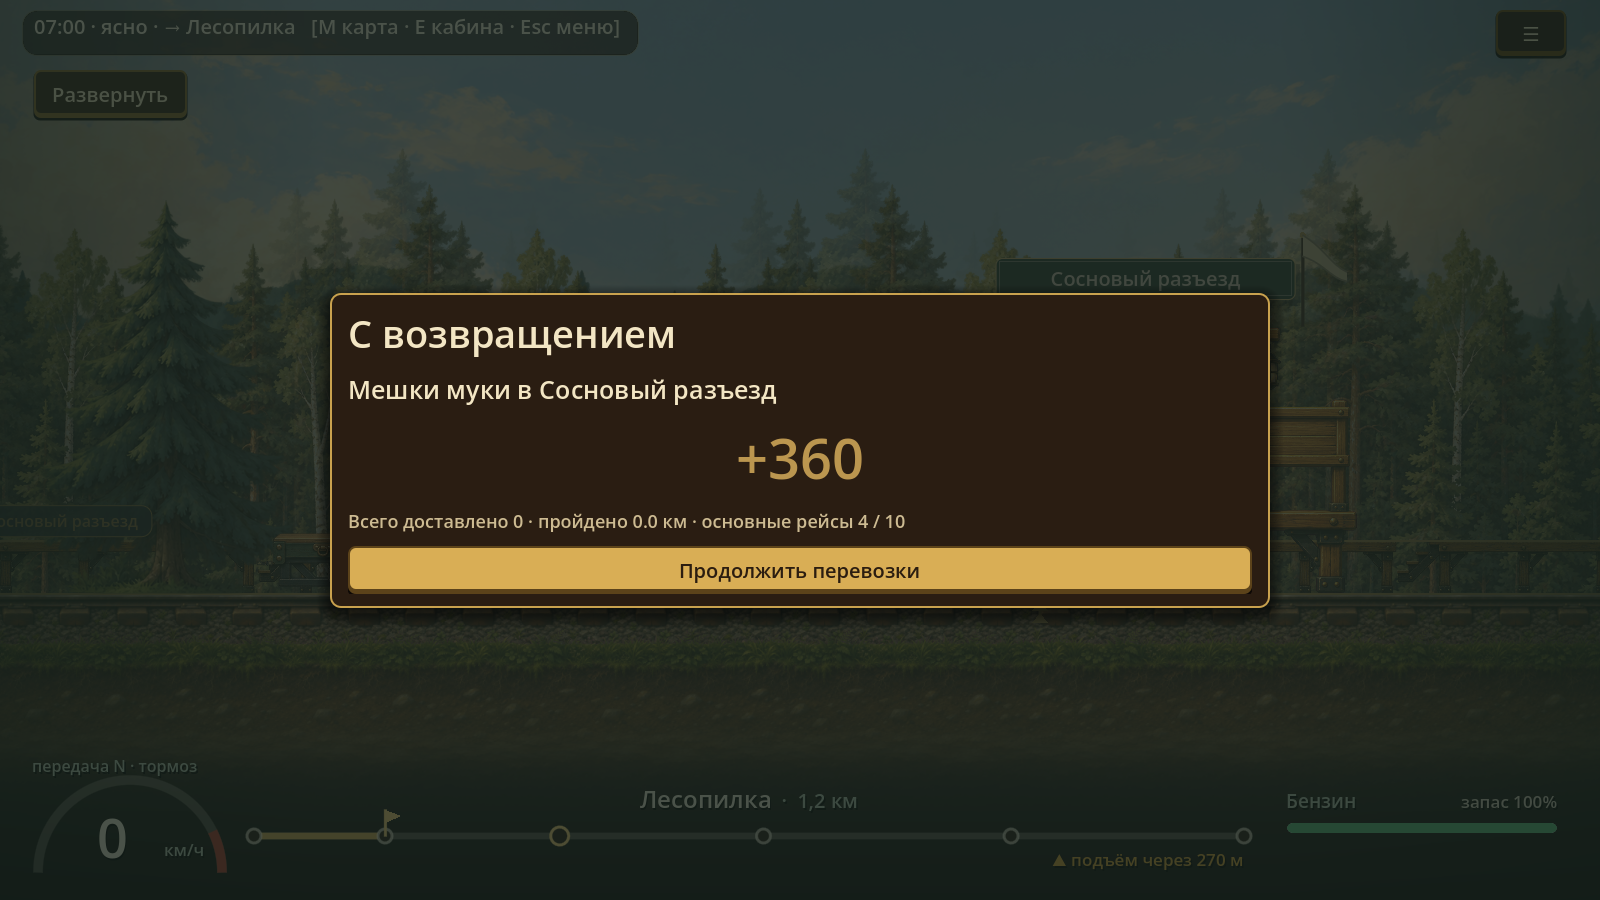 07:00 · ясно · → Лесопилка [M карта · E кабина · Esc меню]
Развернуть
Сосновый разъезд
С возвращением
Мешки муки в Сосновый разъезд
+360
Всего доставлено 0 · пройдено 0.0 км · основные рейсы 4 / 10
основый разъезд
Продолжить перевозки
передача N · тормоз
0 км/ч
Лесопилка · 1,2 км
▲ подъём через 270 м
Бензин запас 100%